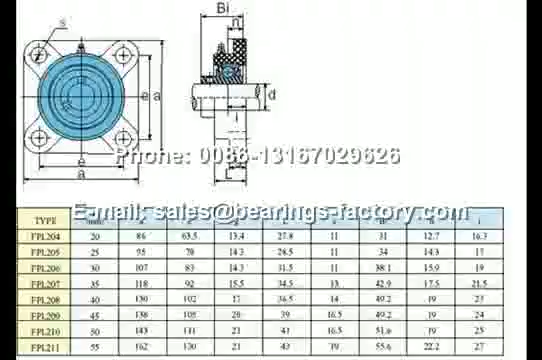 Bi
n
s
d
e
a
i
e
L
a
Phone: 0086-13167029626
E-mail: sales@bearings-factory.com
TYPE
FPL204 20 86 63.5 13.4 27.8 11 31 12.7 16.3
FPL205 25 95 70 14.3 28.5 11 34 14.3 17
FPL206 30 107 83 14.3 31.5 11 38.1 15.9 19
FPL207 35 118 92 15.5 34.5 13 42.9 17.5 21.5
FPL208 40 130 102 17 36.5 14 49.2 19 23
FPL209 45 138 105 39 16.5 49.2 19 24
FPL210 50 143 111 21 16.5 51.6 19 25
FPL211 55 162 130 21 43 19 55.6 22.2 27